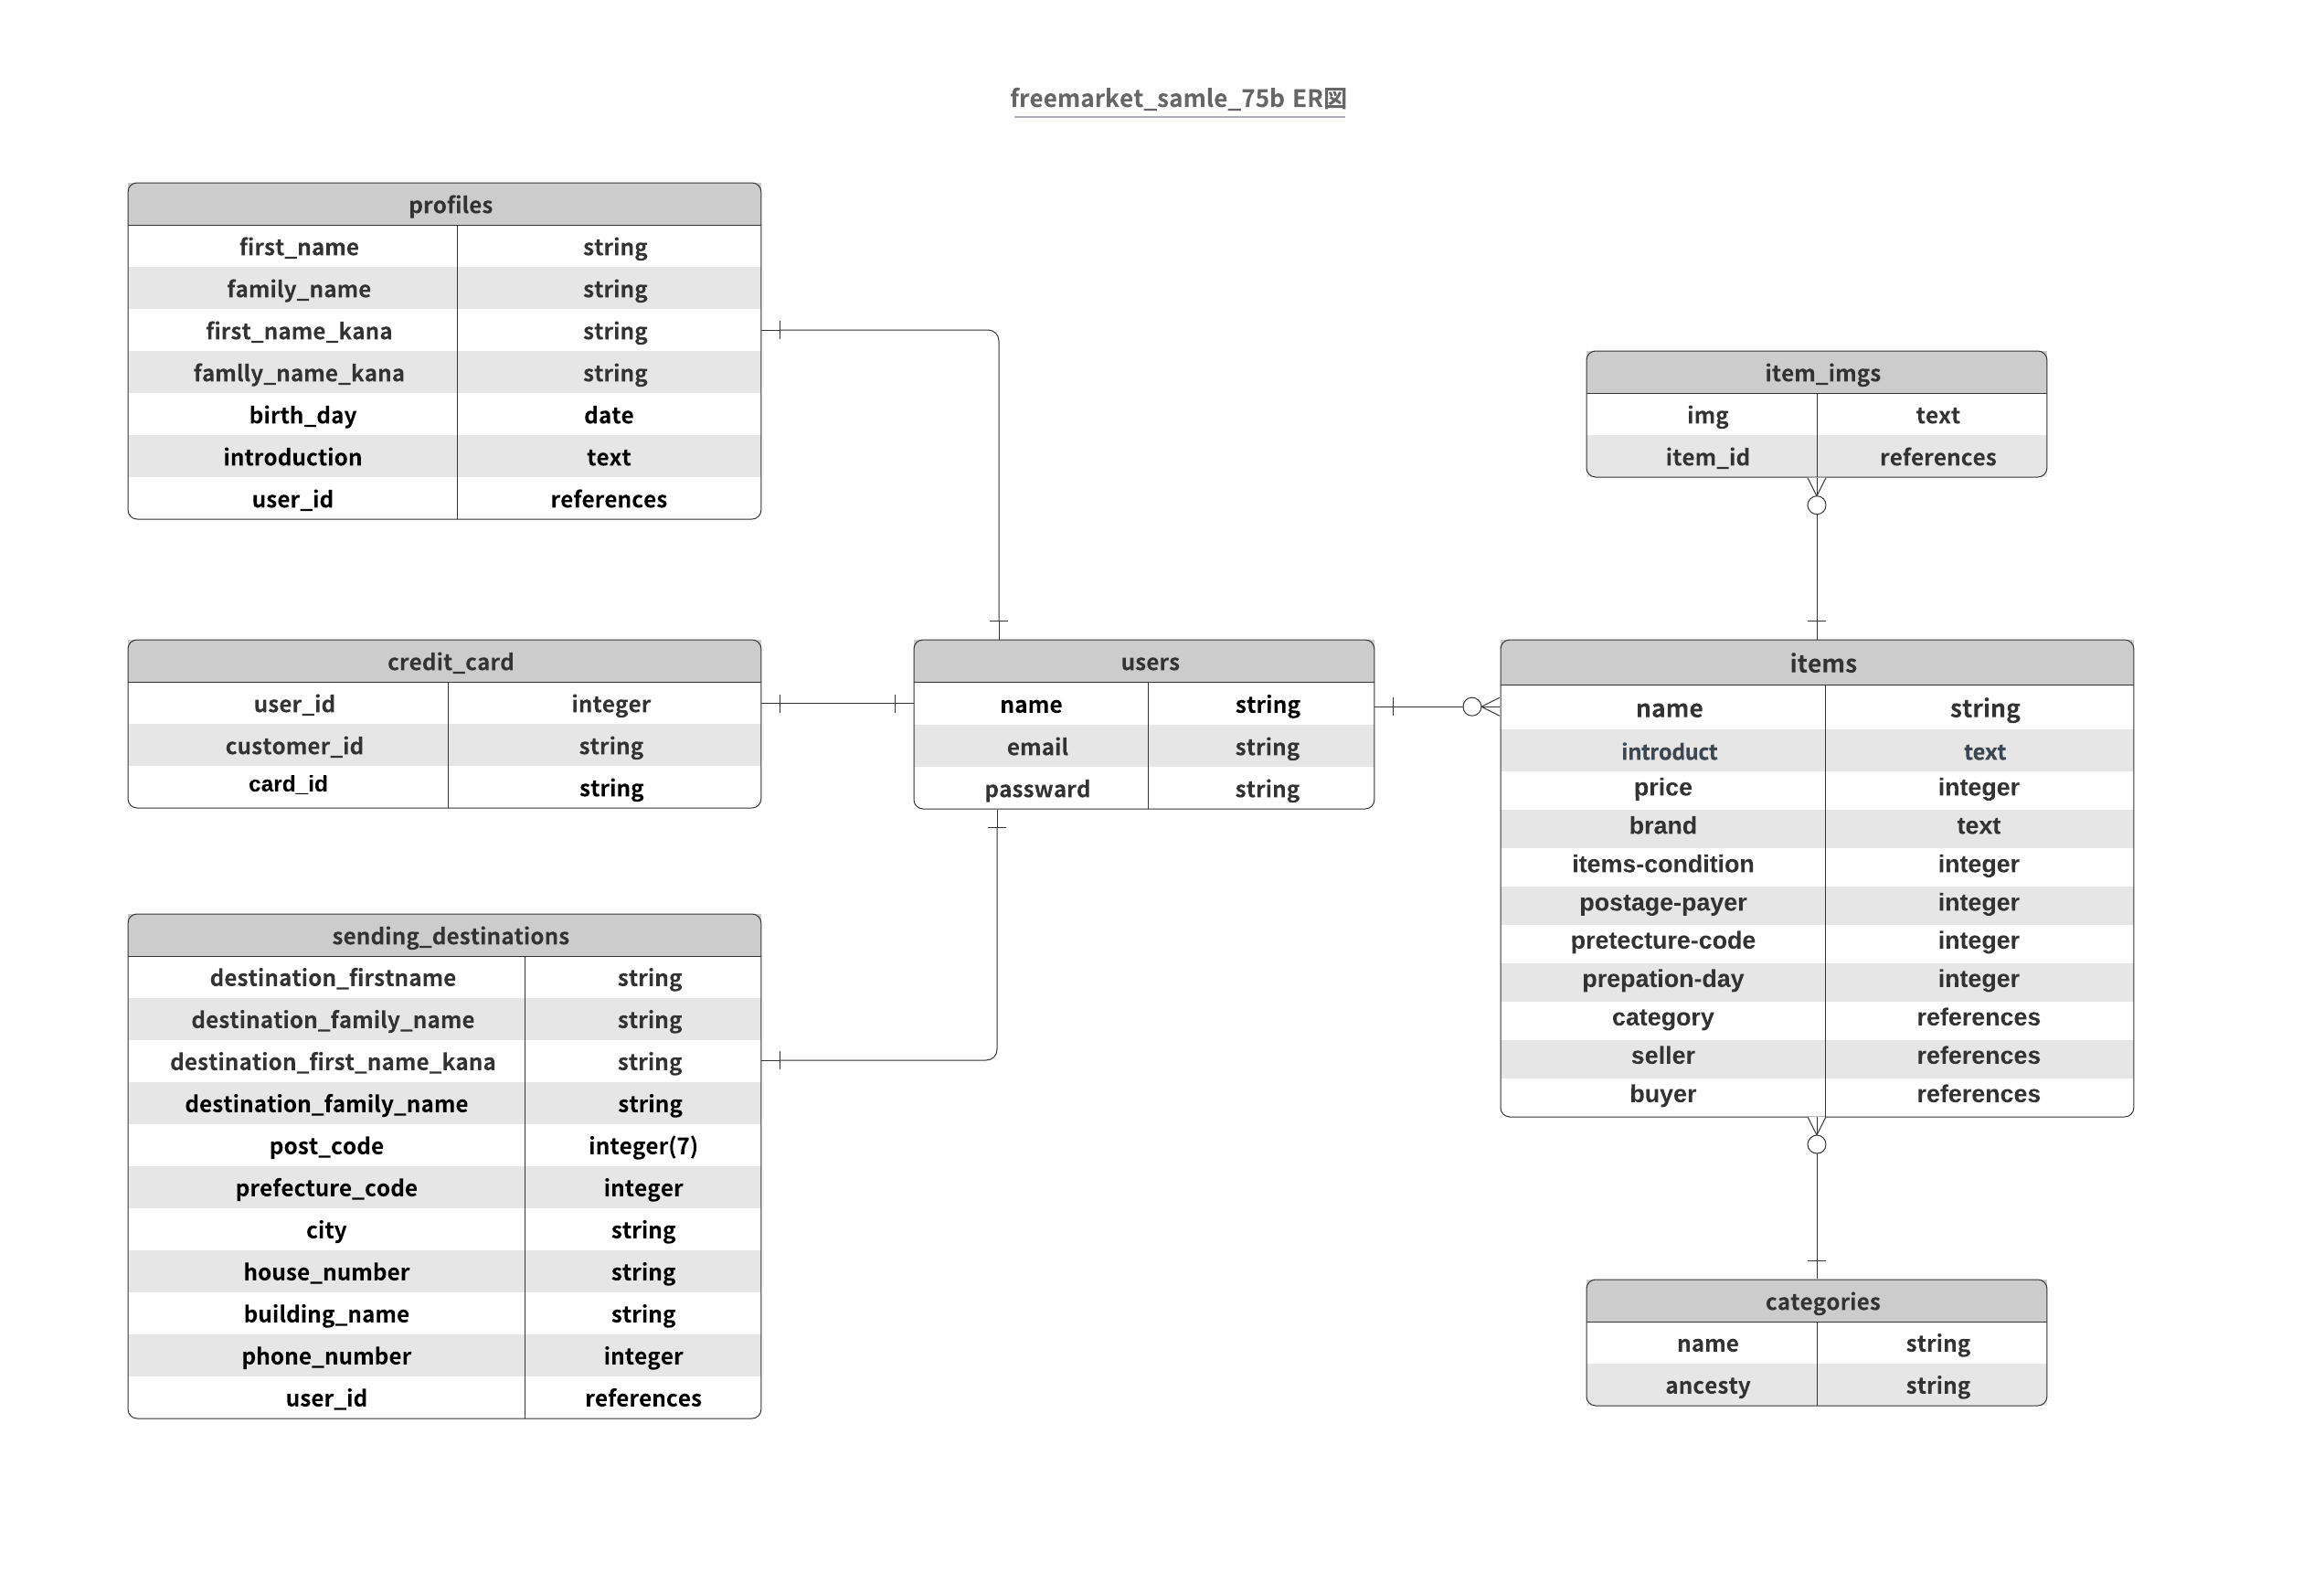 freemarket_samle_75b ER図
profiles
first_name string
family_name string
first_name_kana string
famlly_name_kana string
birth_day date
introduction text
user_id references
credit_card
user_id integer
customer_id string
card_id string
sending_destinations
destination_firstname string
destination_family_name string
destination_first_name_kana string
destination_family_name string
post_code integer(7)
prefecture_code integer
city string
house_number string
building_name string
phone_number integer
user_id references
users
name string
email string
passward string
item_imgs
img text
item_id references
items
name string
introduct text
price integer
brand text
items-condition integer
postage-payer integer
pretecture-code integer
prepation-day integer
category references
seller references
buyer references
categories
name string
ancesty string